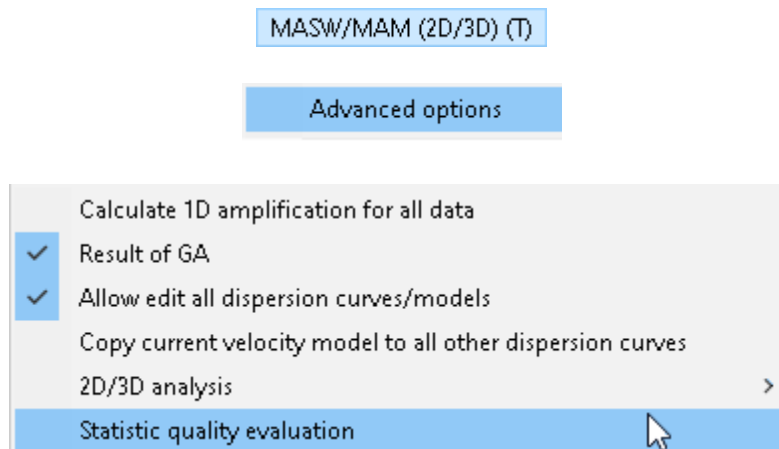 MASW/MAM (2D/3D) (T)
Advanced options
Calculate 1D amplification for all data
Result of GA
Allow edit all dispersion curves/models
Copy current velocity model to all other dispersion curves
2D/3D analysis
Statistic quality evaluation